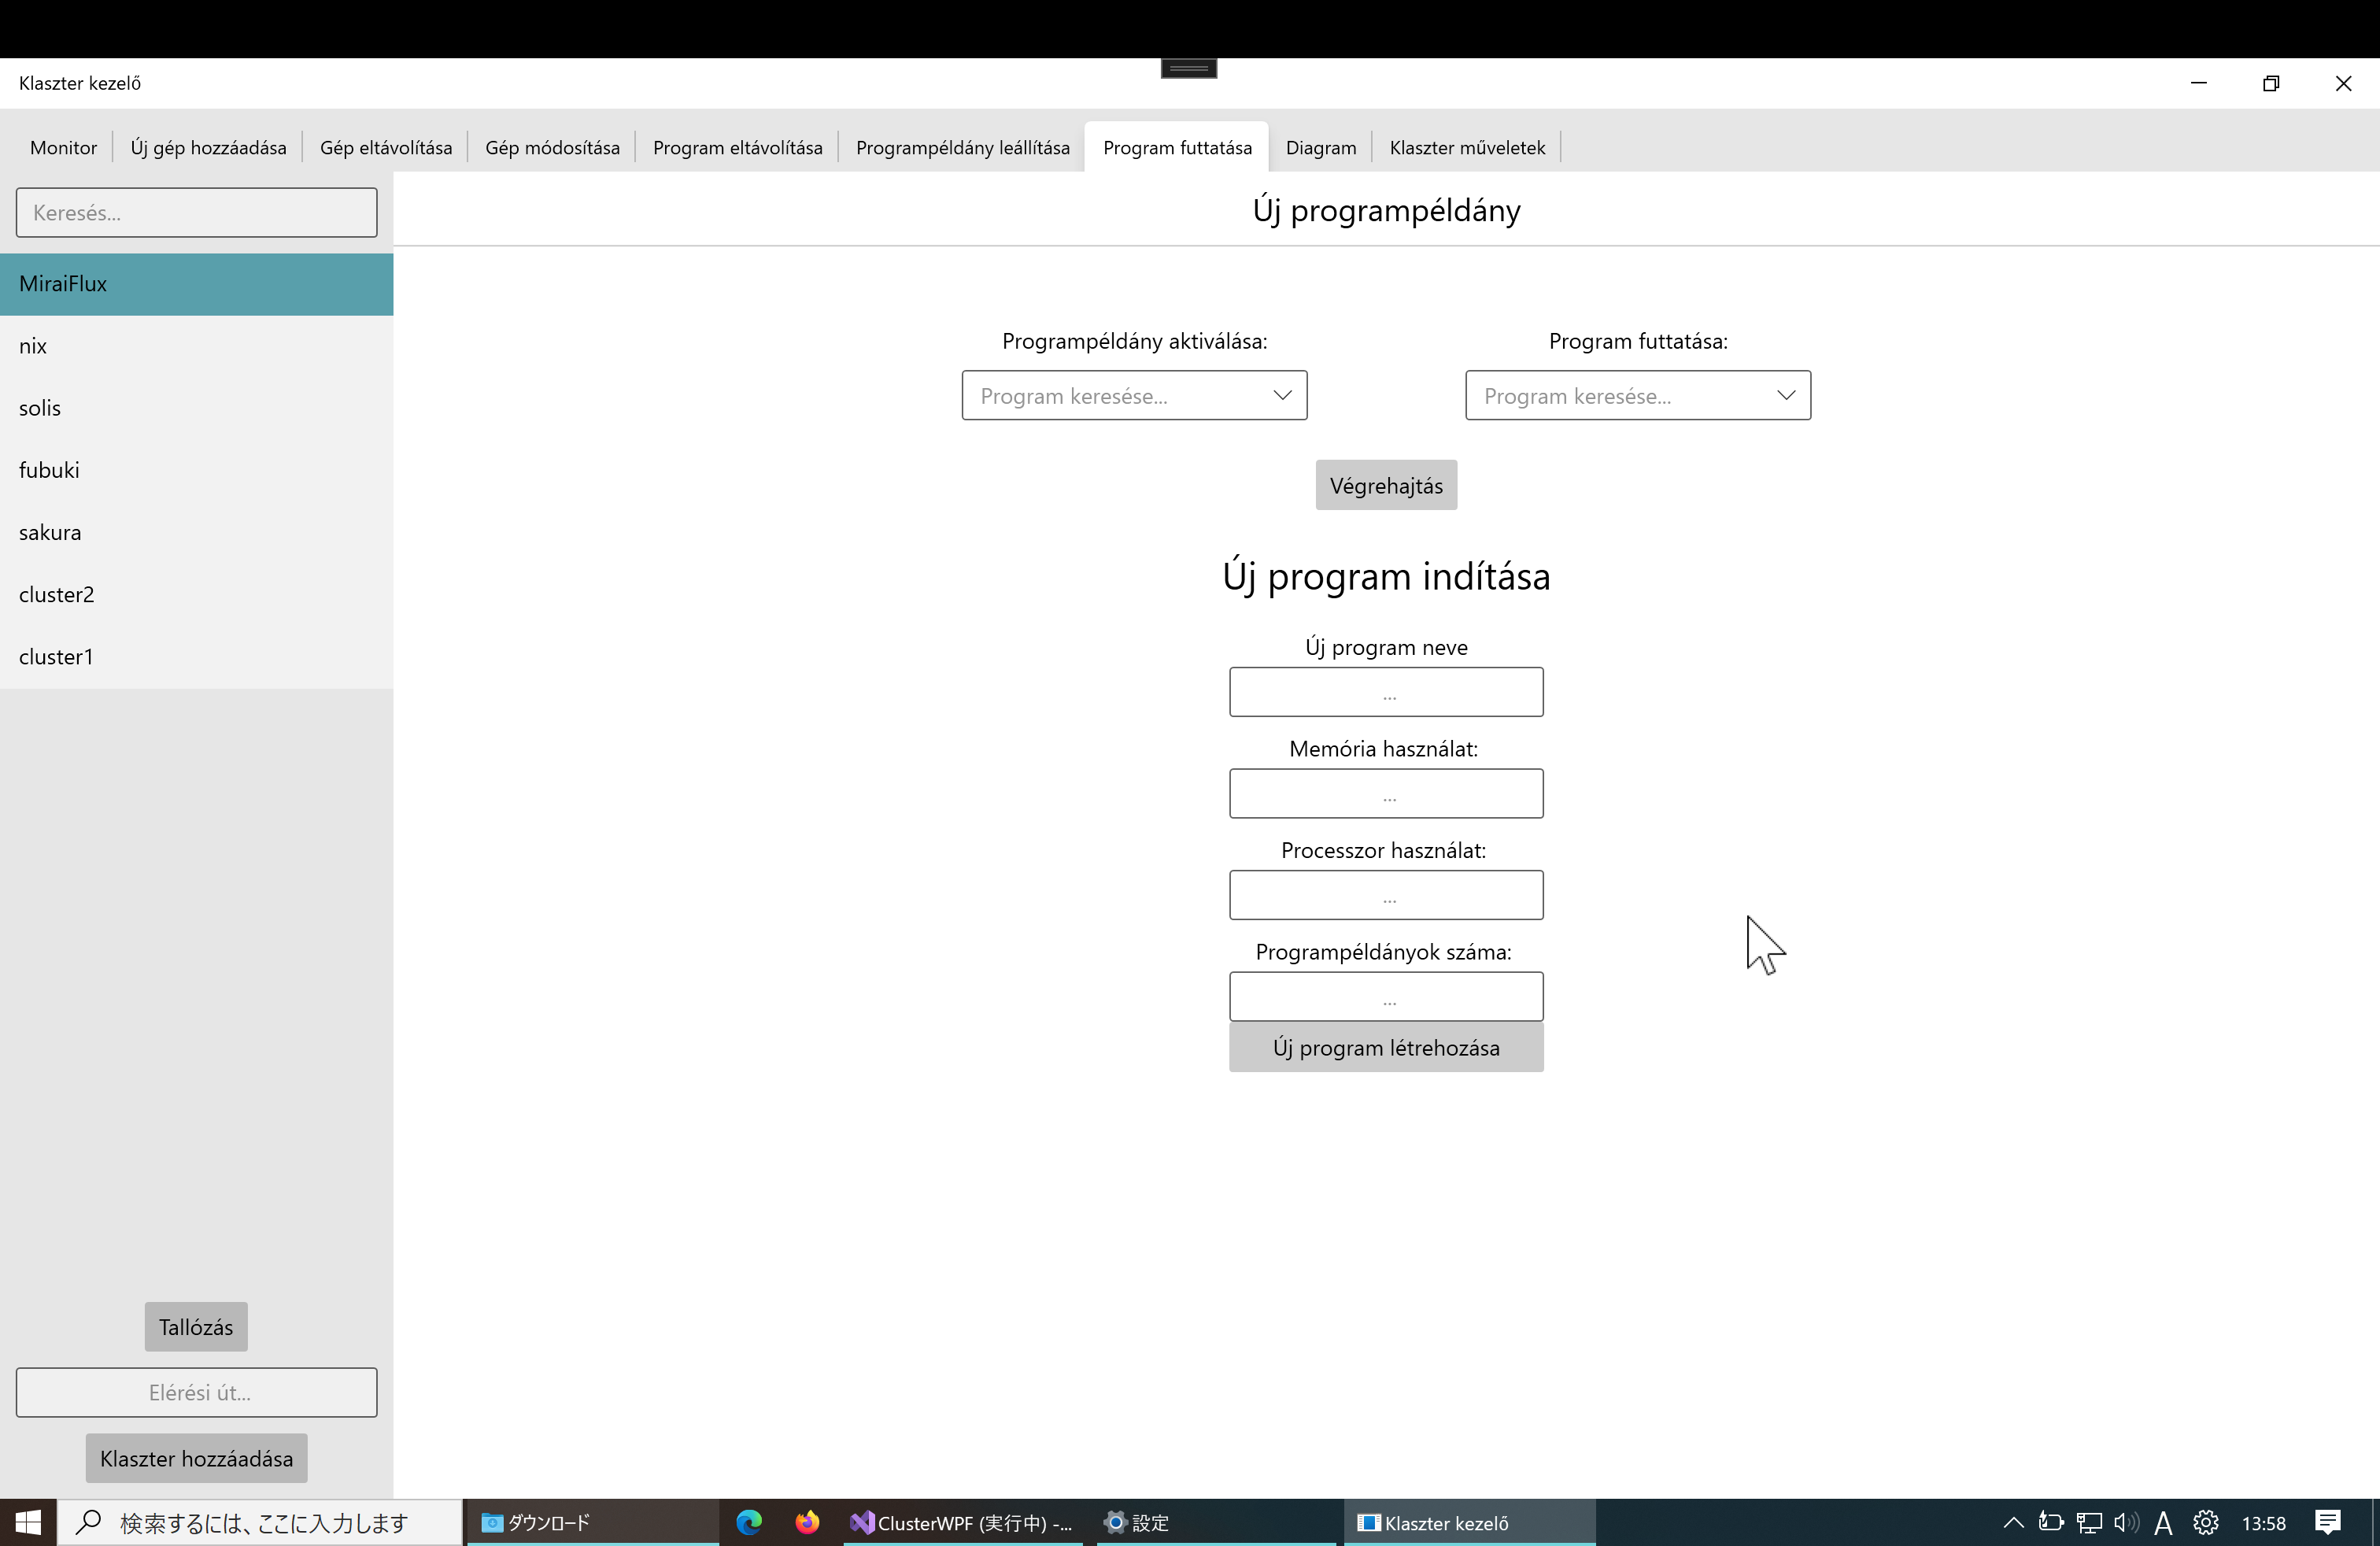 Klaszter kezelő
Monitor Új gép hozzáadása Gép eltávolítása Gép módosítása Program eltávolítása Programpéldány leállítása Program futtatása Diagram Klaszter műveletek
Keresés...
MiraiFlux
nix
solis
fubuki
sakura
cluster2
cluster1
Tallózás
Elérési út...
Klaszter hozzáadása
Új programpéldány
Programpéldány aktiválása: Program futtatása:
Program keresése... Program keresése...
Végrehajtás
Új program indítása
Új program neve
...
Memória használat:
...
Processzor használat:
...
Programpéldányok száma:
...
Új program létrehozása
検索するには、ここに入力します ダウンロード ClusterWPF (実行中) -... 設定 Klaszter kezelő A 13:58